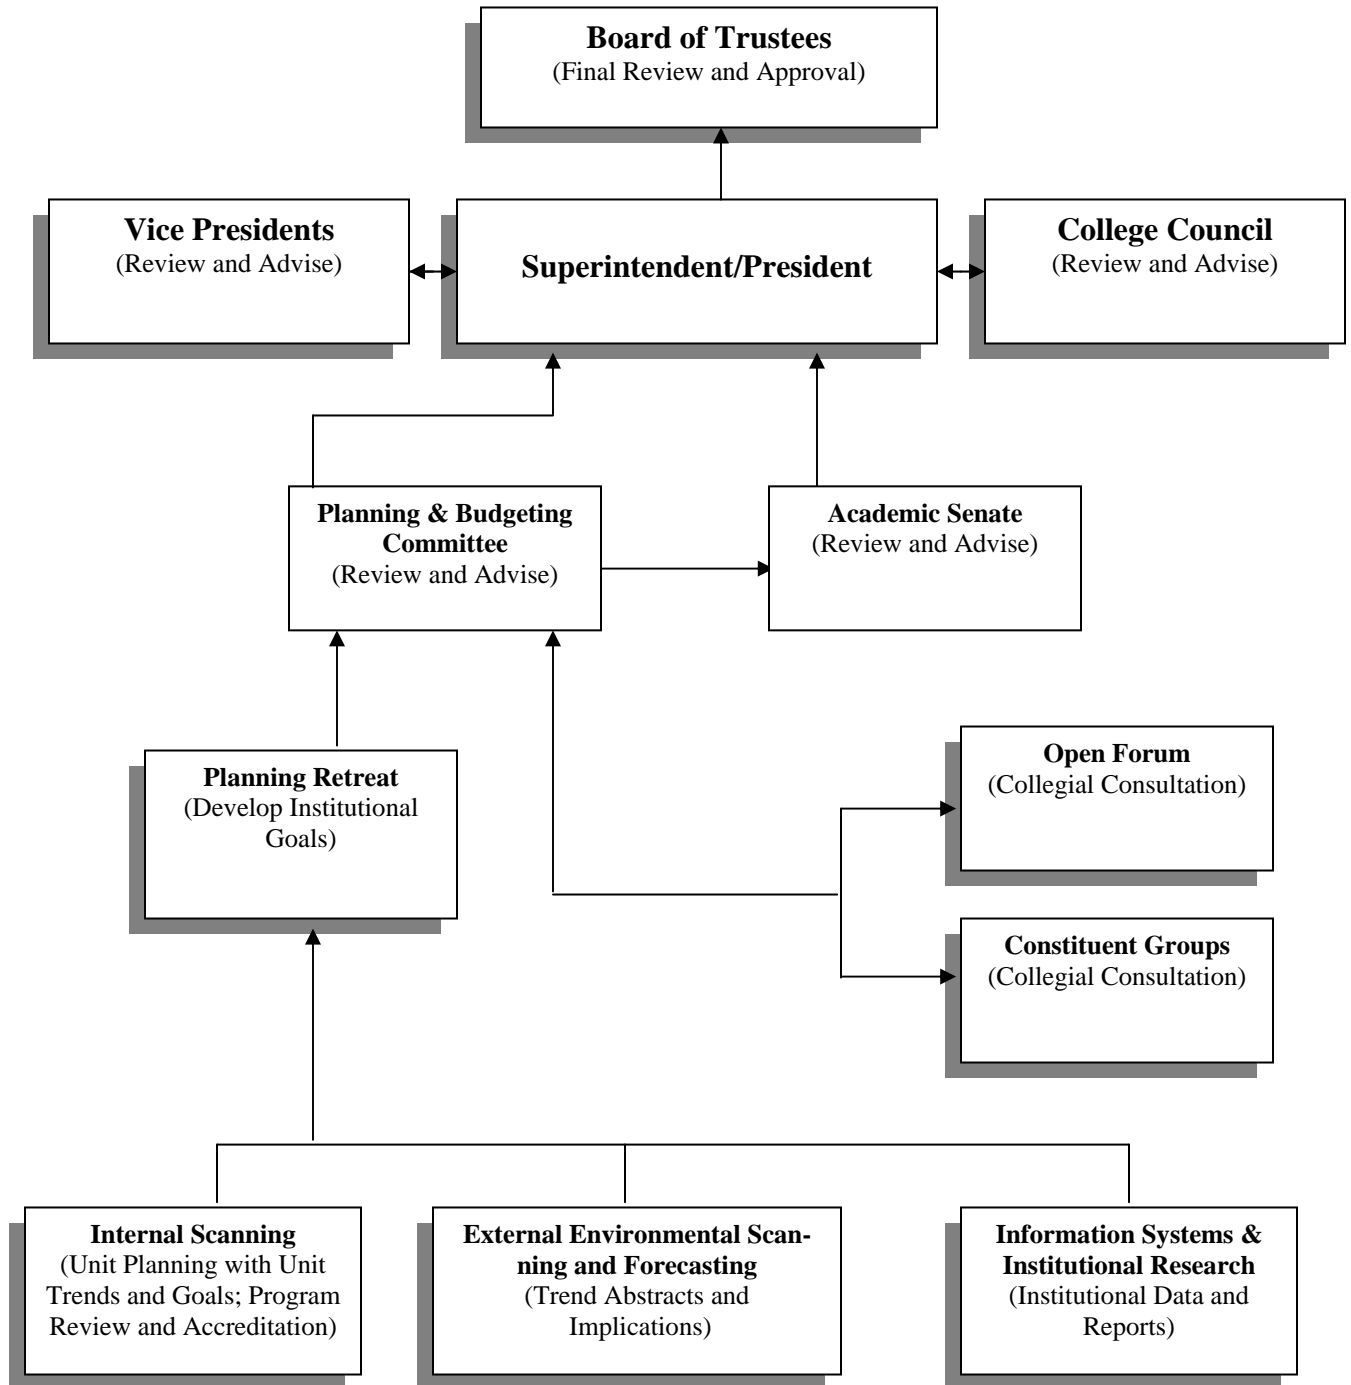 Board of Trustees
(Final Review and Approval)
Vice Presidents
(Review and Advise)
Superintendent/President
College Council
(Review and Advise)
Planning & Budgeting
Committee
(Review and Advise)
Academic Senate
(Review and Advise)
Planning Retreat
(Develop Institutional
Goals)
Open Forum
(Collegial Consultation)
Constituent Groups
(Collegial Consultation)
Internal Scanning
(Unit Planning with Unit
Trends and Goals; Program
Review and Accreditation)
External Environmental Scan-
ning and Forecasting
(Trend Abstracts and
Implications)
Information Systems &
Institutional Research
(Institutional Data and
Reports)